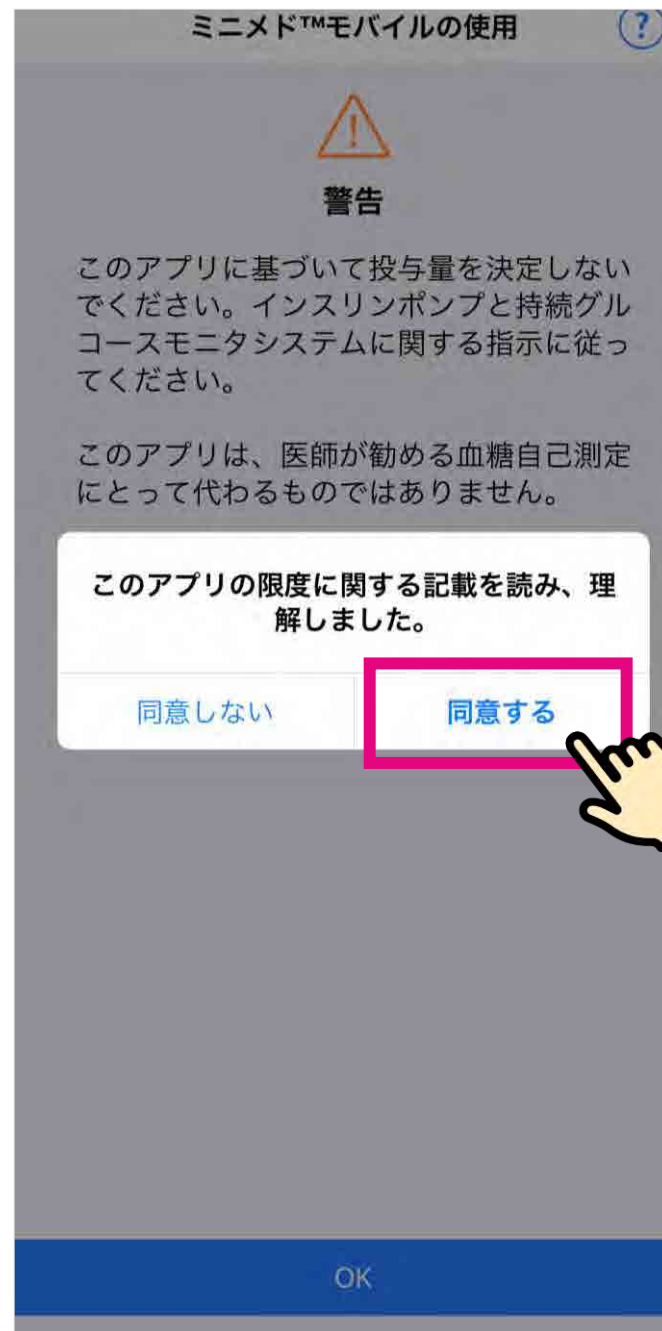 ミニメド™モバイルの使用
?
警告
このアプリに基づいて投与量を決定しない
でください。インスリンポンプと持続グル
コースモニタシステムに関する指示に従っ
てください。
このアプリは、医師が勧める血糖自己測定
にとって代わるものではありません。
このアプリの限度に関する記載を読み、理
解しました。
同意しない
同意する
OK